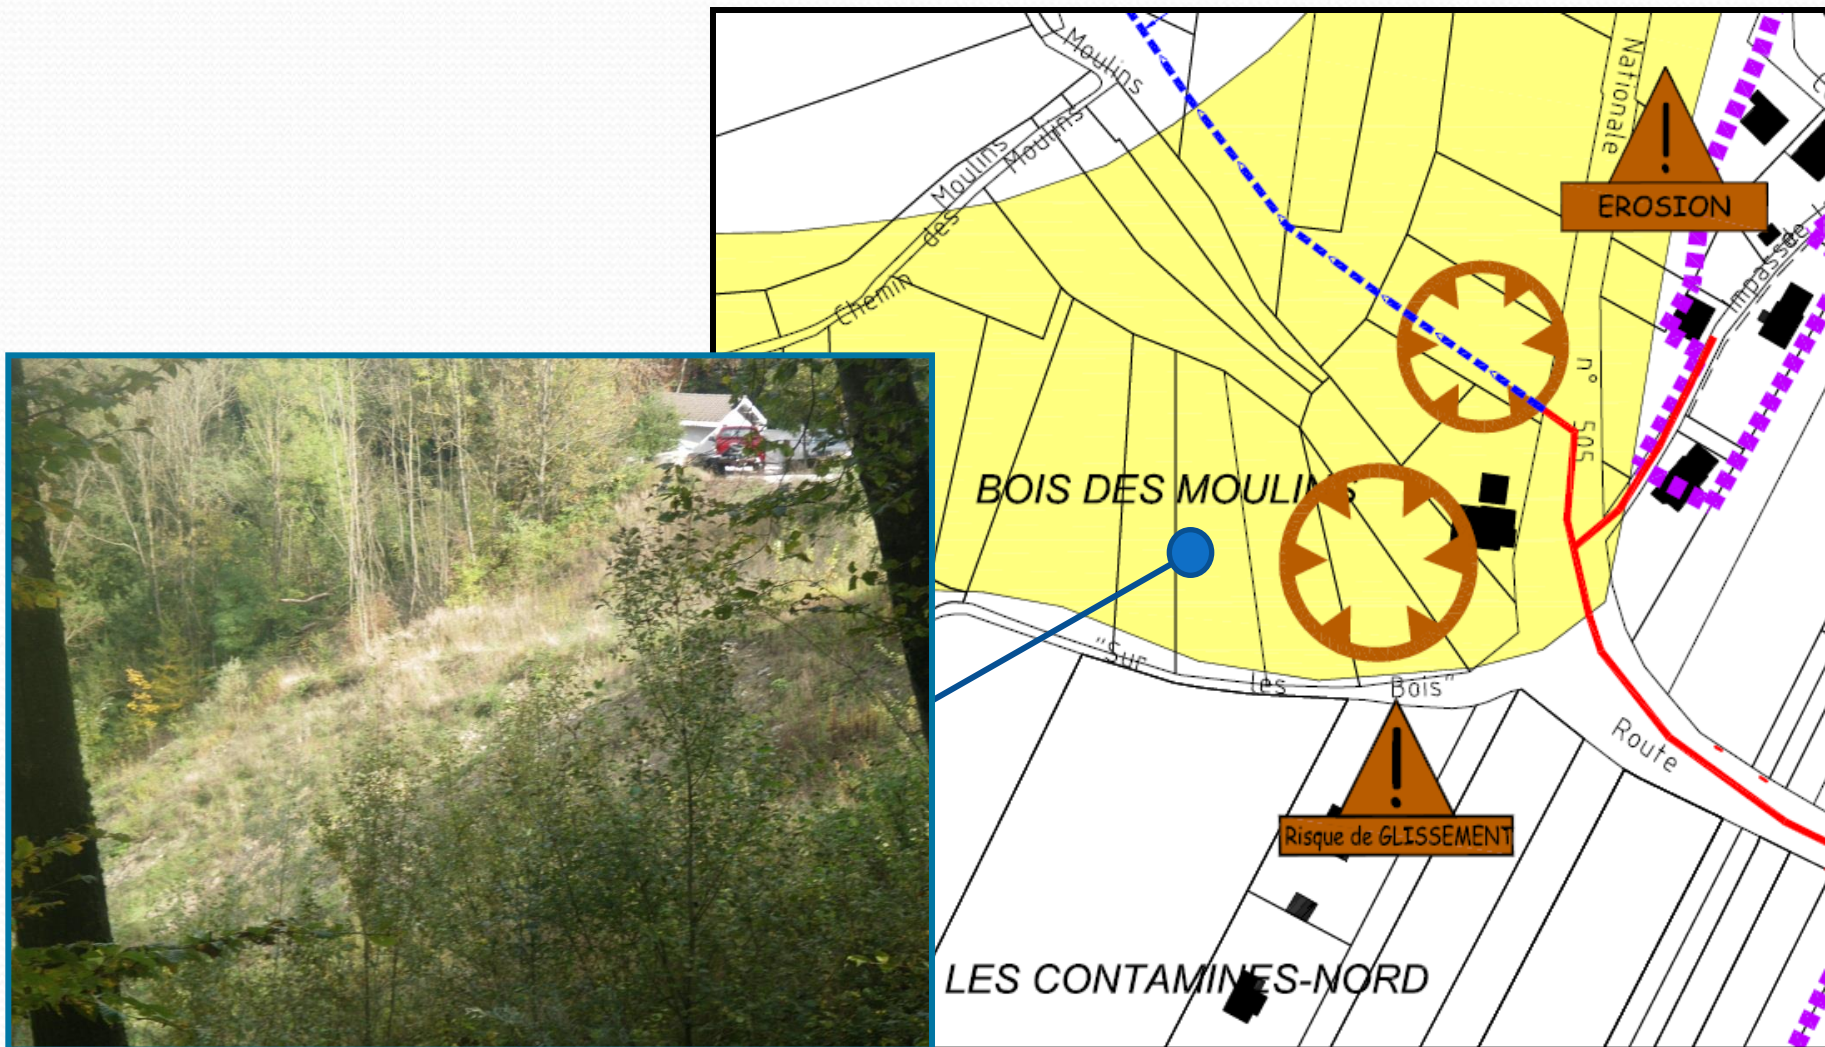 Moulins
Nationale
Moulins
Moulins
des
EROSION
Chemin
Impasse
de
n° 505
BOIS DES MOULINS
"Sur
les
Bois"
Route
Risque de GLISSEMENT
LES CONTAMINES-NORD